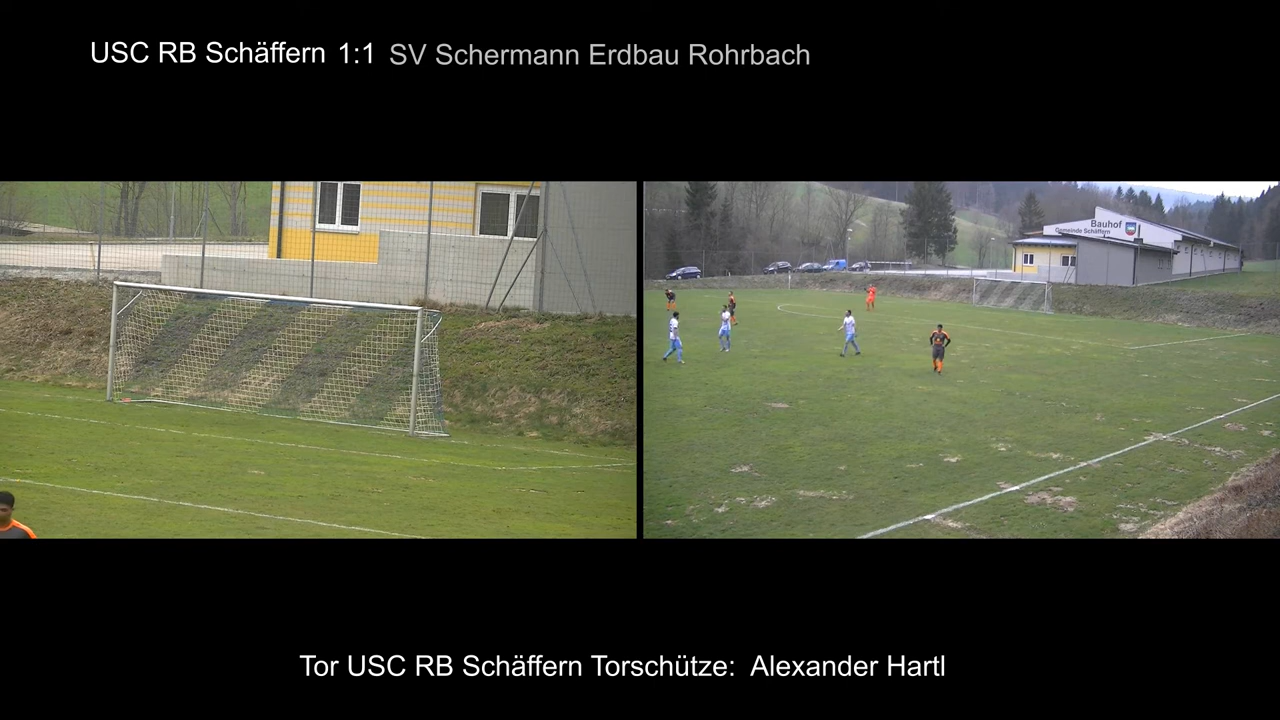 USC RB Schäffern 1:1 SV Schermann Erdbau Rohrbach
Bauhof
Gemeinde Schäffern
Tor USC RB Schäffern Torschütze: Alexander Hartl